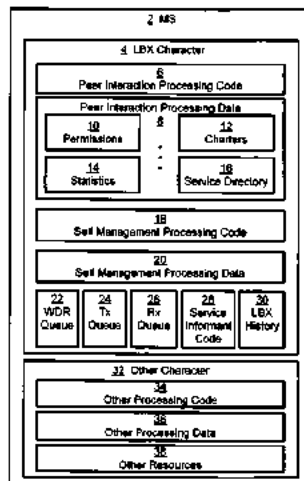 2 MS
4 LBX Character
6
Peer Interaction Processing Code
Peer Interaction Processing Data
8
10
Permissions
12
Charters
14
Statistics
16
Service Directory
18
Self Management Processing Code
20
Self Management Processing Data
22
WDR
Queue
24
Tx
Queue
26
Rx
Queue
28
Service
Informant
Code
30
LBX
History
32 Other Character
34
Other Processing Code
36
Other Processing Data
38
Other Resources